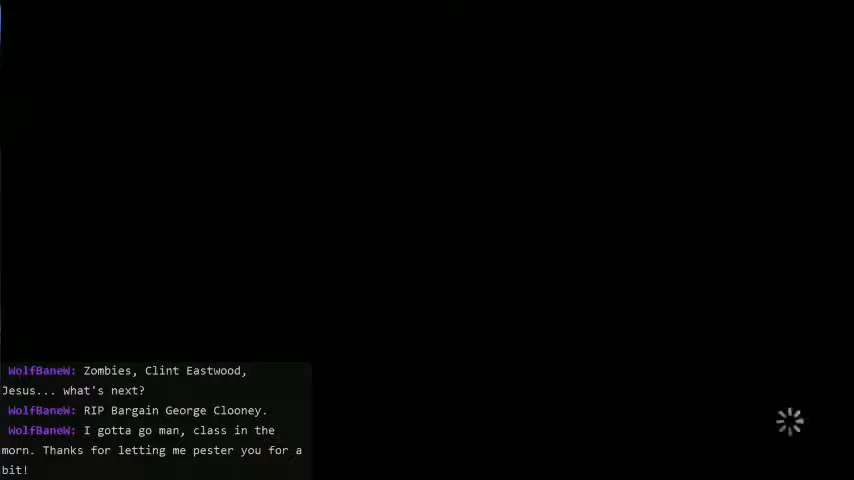 WolfBaneW: Zombies, Clint Eastwood,
Jesus... what's next?
WolfBaneW: RIP Bargain George Clooney.
WolfBaneW: I gotta go man, class in the
morn. Thanks for letting me pester you for a
bit!